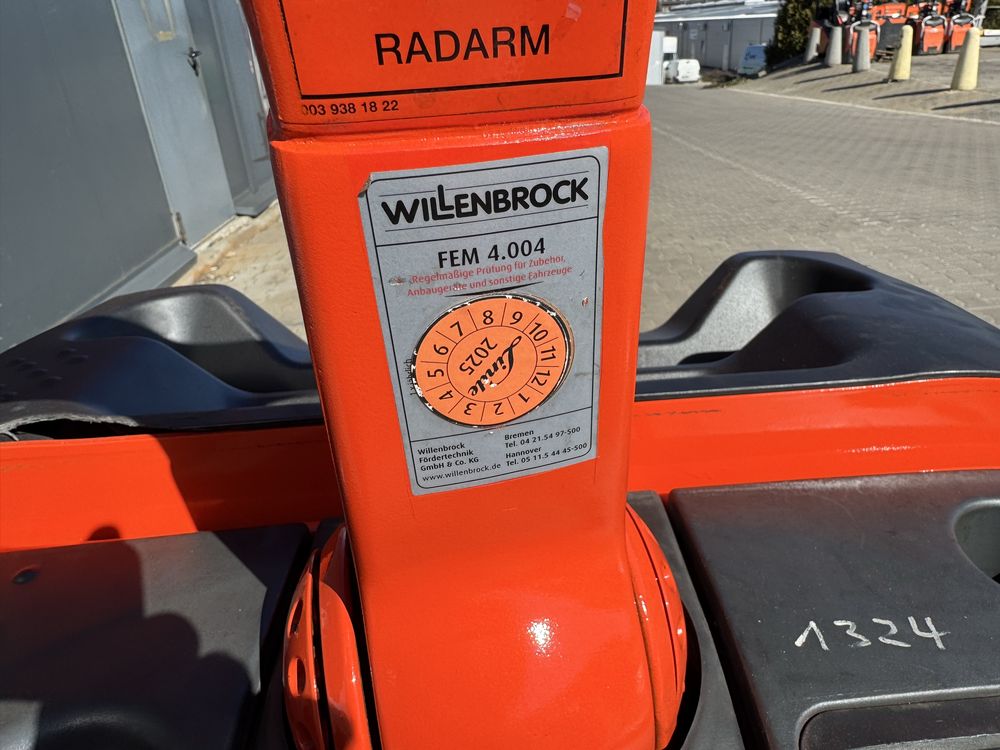 RADARM
003 938 18 22
WILLENBROCK
FEM 4.004
Regelmäßige Prüfung für Zubehör,
Anbaugeräte und sonstige Fahrzeuge
1 2 3 4 5 6 7 8 9 10 11 12
2025
Linde
Willenbrock
Fördertechnik
GmbH & Co. KG
www.willenbrock.de
Bremen
Tel. 04 21.54 97-500
Hannover
Tel. 05 11.5 44 45-500
1324